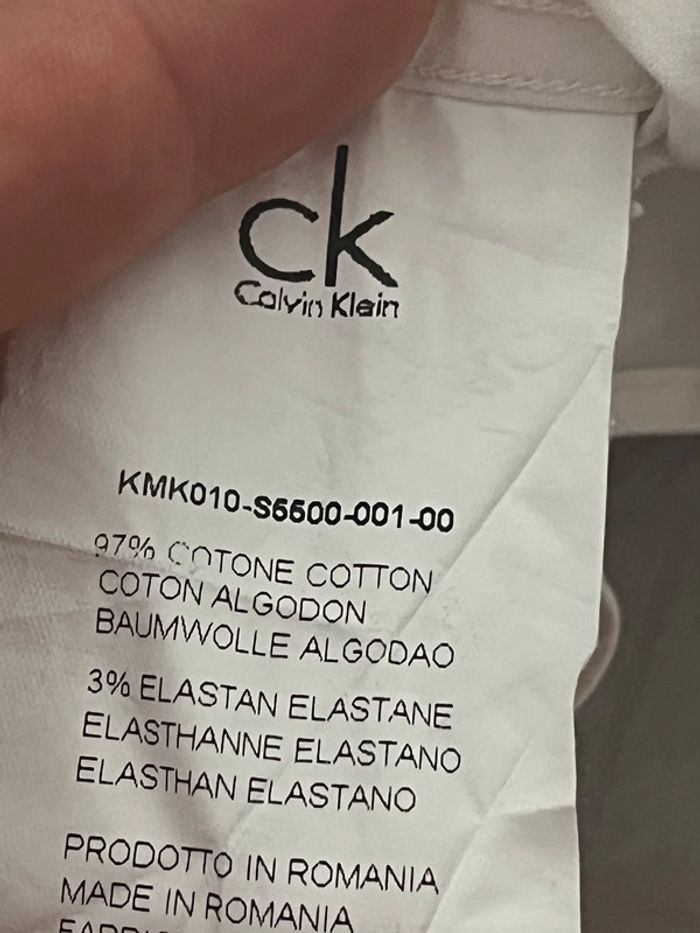 ck
Calvin Klein
KMK010-S6600-001-00
97% COTONE COTTON
COTON ALGODON
BAUMWOLLE ALGODAO
3% ELASTAN ELASTANE
ELASTHANNE ELASTANO
ELASTHAN ELASTANO
PRODOTTO IN ROMANIA
MADE IN ROMANIA